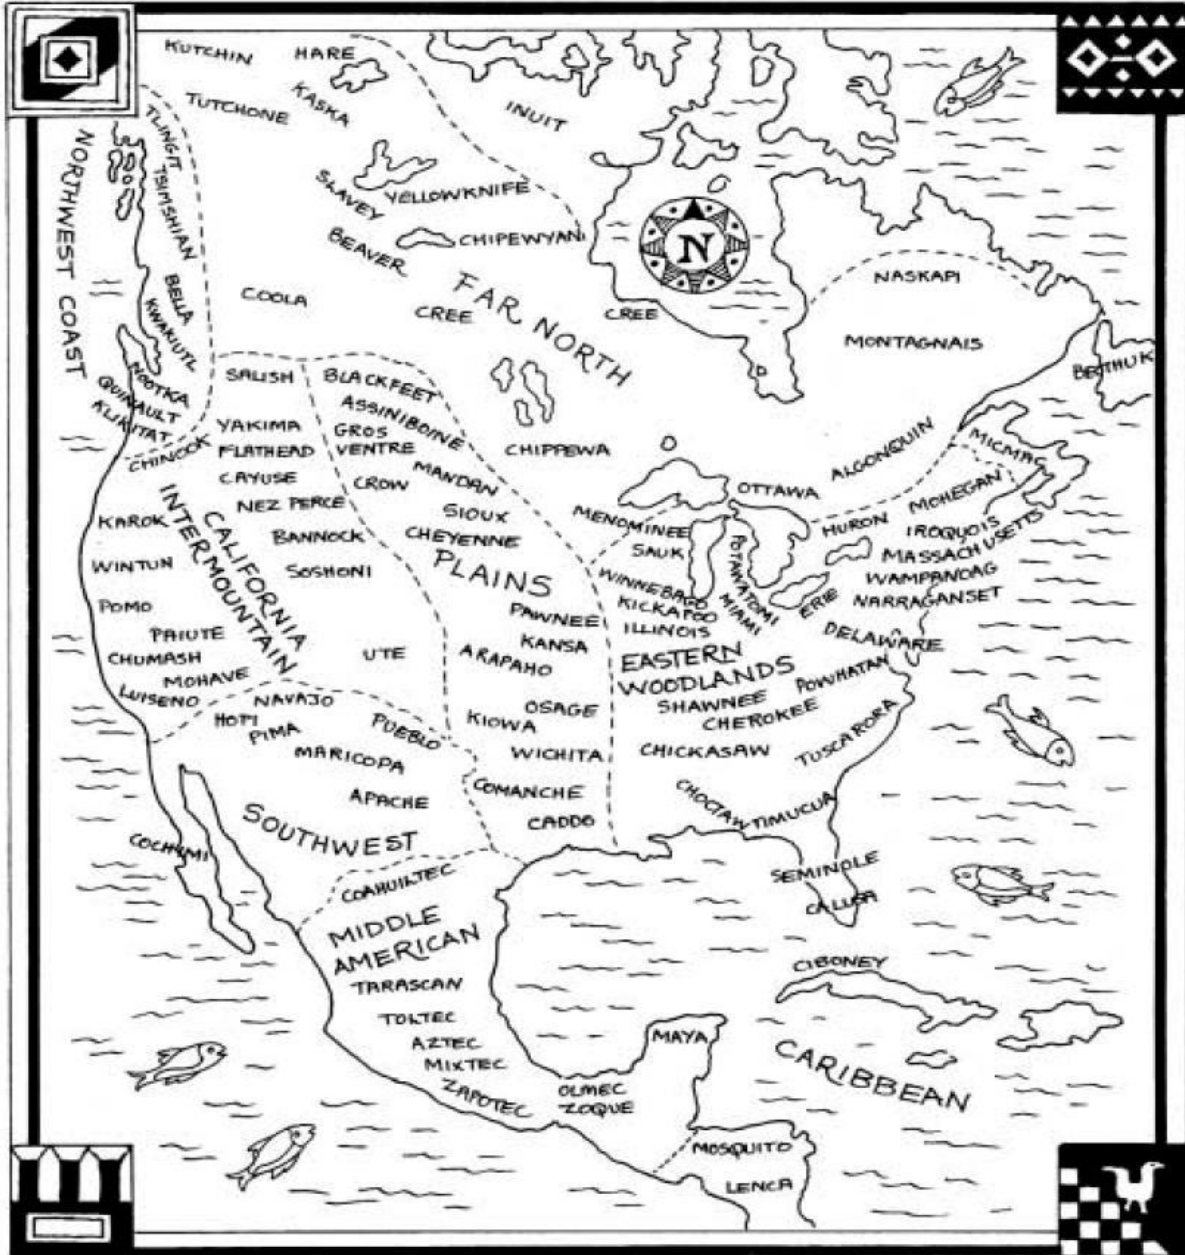 KUTCHIN
HARE
TUTCHONE
KASKA
INUIT
TLINGIT
TSIMSHIAN
NORTHWEST COAST
SLAVEY
YELLOWKNIFE
BEAVER
CHIPEWYAN
N
NASKAPI
BELLA
COOLA
KWAKIUTL
CREE
FAR NORTH
CREE
MONTAGNAIS
BEOTHUK
NOOTKA
QUINAULT
KLIKITAT
CHINOOK
SALISH
BLACKFEET
ASSINIBOINE
YAKIMA
GROS
VENTRE
FLATHEAD
CHIPPEWA
ALGONQUIN
MICMAC
CAYUSE
CROW
MANDAN
OTTAWA
MOHEGAN
NEZ PERCE
SIOUX
MENOMINEE
HURON
IROQUOIS
KAROK
CALIFORNIA
INTERMOUNTAIN
BANNOCK
CHEYENNE
SAUK
POTAWATOMI
MASSACHUSETTS
WINTUN
SOSHONI
PLAINS
WINNEBAGO
MIAMI
WAMPANOAG
POMO
PAWNEE
KICKAPOO
ERIE
NARRAGANSET
PAIUTE
KANSA
ILLINOIS
DELAWARE
CHUMASH
UTE
ARAPAHO
EASTERN
WOODLANDS
MOHAVE
POWHATAN
LUISENO
NAVAJO
OSAGE
SHAWNEE
HOPI
PIMA
PUEBLO
KIOWA
CHEROKEE
MARICOPA
WICHITA
CHICKASAW
TUSCARORA
APACHE
COMANCHE
CHOCTAW
TIMUCUA
SOUTHWEST
CADDO
COCHIMI
COAHUILTEC
SEMINOLE
CALUSA
MIDDLE
AMERICAN
CIBONEY
TARASCAN
TOLTEC
AZTEC
MAYA
MIXTEC
CARIBBEAN
ZAPOTEC
OLMEC
ZOQUE
MOSQUITO
LENCA